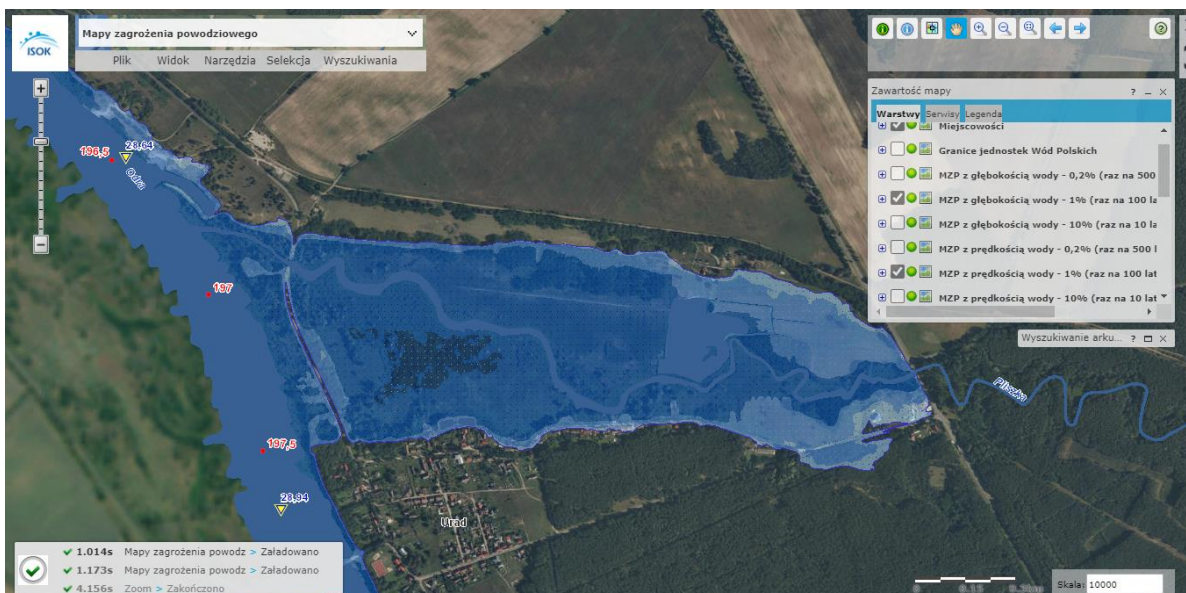 ISOK
Mapy zagrożenia powodziowego
Plik Widok Narzędzia Selekcja Wyszukiwania
Zawartość mapy ? _ X
Warstwy Serwisy Legenda
Miejscowości
Granice jednostek Wód Polskich
MZP z głębokością wody - 0,2% (raz na 500
MZP z głębokością wody - 1% (raz na 100 la
MZP z głębokością wody - 10% (raz na 10 la
MZP z prędkością wody - 0,2% (raz na 500 l
MZP z prędkością wody - 1% (raz na 100 lat
MZP z prędkością wody - 10% (raz na 10 lat
Wyszukiwanie arku... ?
196,5
28,64
Odra
197
197,5
28,94
Urad
Pliszka
1.014s Mapy zagrożenia powodz > Załadowano
1.173s Mapy zagrożenia powodz > Załadowano
4.156s Zoom > Zakończono
Skala: 10000